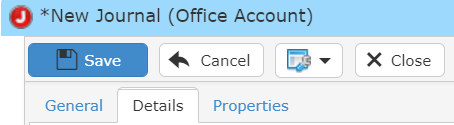 J *New Journal (Office Account)
Save Cancel Close
General Details Properties